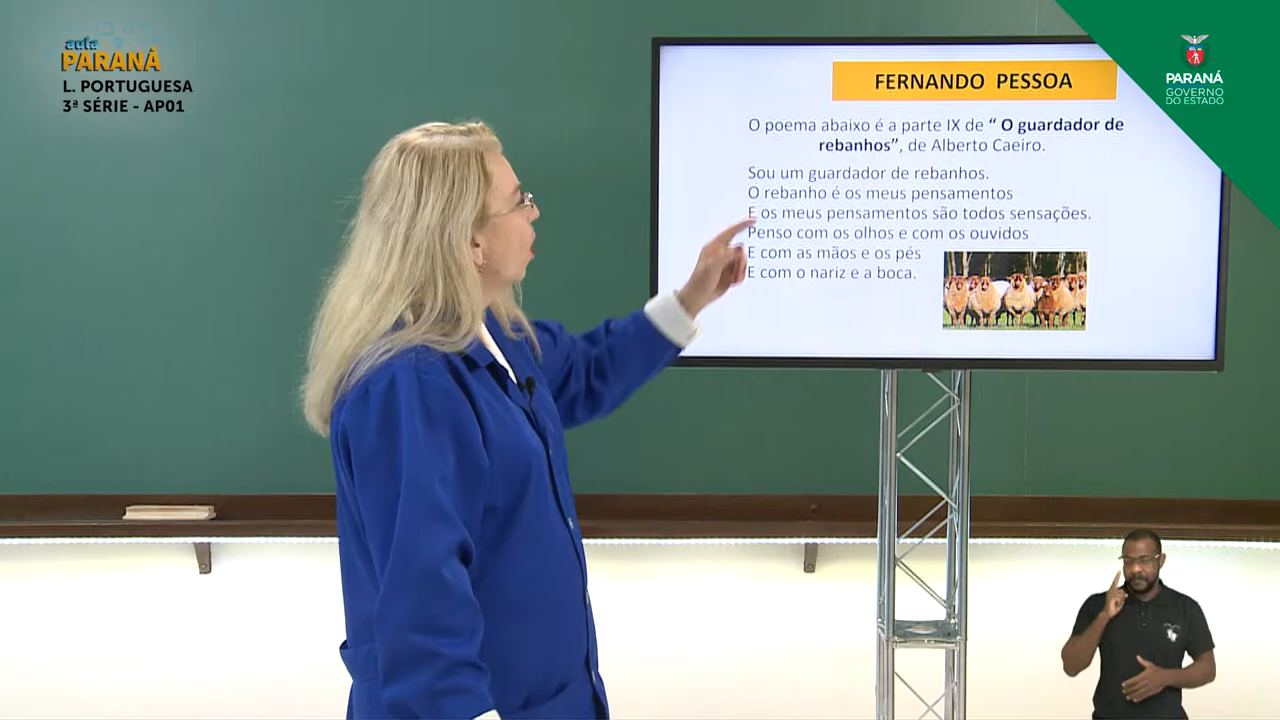 aula
PARANÁ
L. PORTUGUESA
3ª SÉRIE - AP01
FERNANDO PESSOA
PARANÁ
GOVERNO
DO ESTADO
O poema abaixo é a parte IX de “ O guardador de
rebanhos”, de Alberto Caeiro.
Sou um guardador de rebanhos.
O rebanho é os meus pensamentos
E os meus pensamentos são todos sensações.
Penso com os olhos e com os ouvidos
E com as mãos e os pés
E com o nariz e a boca.